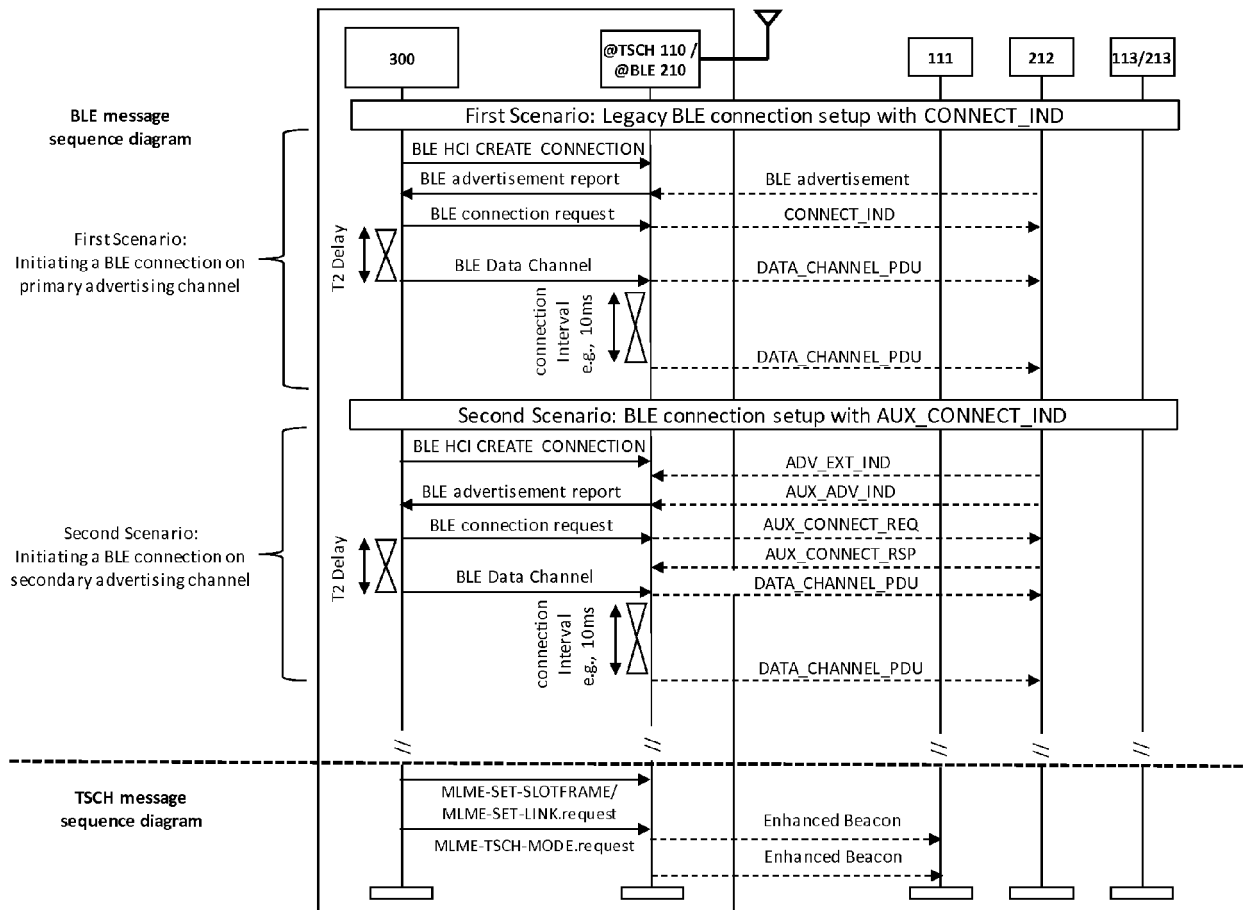 300
@TSCH 110 /
@BLE 210
111
212
113/213
BLE message
sequence diagram
First Scenario: Legacy BLE connection setup with CONNECT_IND
BLE HCI CREATE CONNECTION
BLE advertisement report
BLE advertisement
BLE connection request
CONNECT_IND
First Scenario:
Initiating a BLE connection on
primary advertising channel
T2 Delay
BLE Data Channel
DATA_CHANNEL_PDU
connection
Interval
e.g., 10ms
DATA_CHANNEL_PDU
Second Scenario: BLE connection setup with AUX_CONNECT_IND
BLE HCI CREATE CONNECTION
ADV_EXT_IND
BLE advertisement report
AUX_ADV_IND
BLE connection request
AUX_CONNECT_REQ
Second Scenario:
Initiating a BLE connection on
secondary advertising channel
T2 Delay
AUX_CONNECT_RSP
BLE Data Channel
DATA_CHANNEL_PDU
connection
Interval
e.g., 10ms
DATA_CHANNEL_PDU
TSCH message
sequence diagram
MLME-SET-SLOTFRAME/
MLME-SET-LINK.request
MLME-TSCH-MODE.request
Enhanced Beacon
Enhanced Beacon